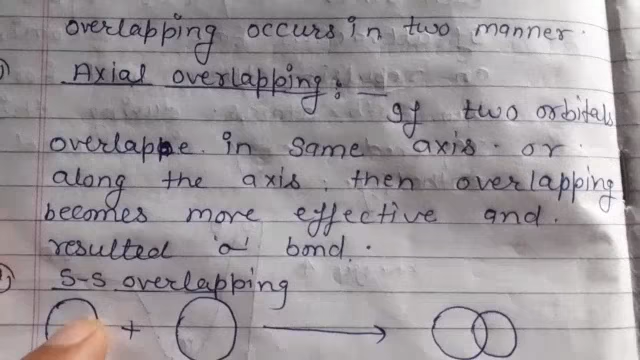 overlapping occurs in two manner.
Axial overlapping: —
If two orbitals
overlappe in same axis or
along the axis, then overlapping
becomes more effective and
resulted 'σ' bond.
S-S overlapping
+ →